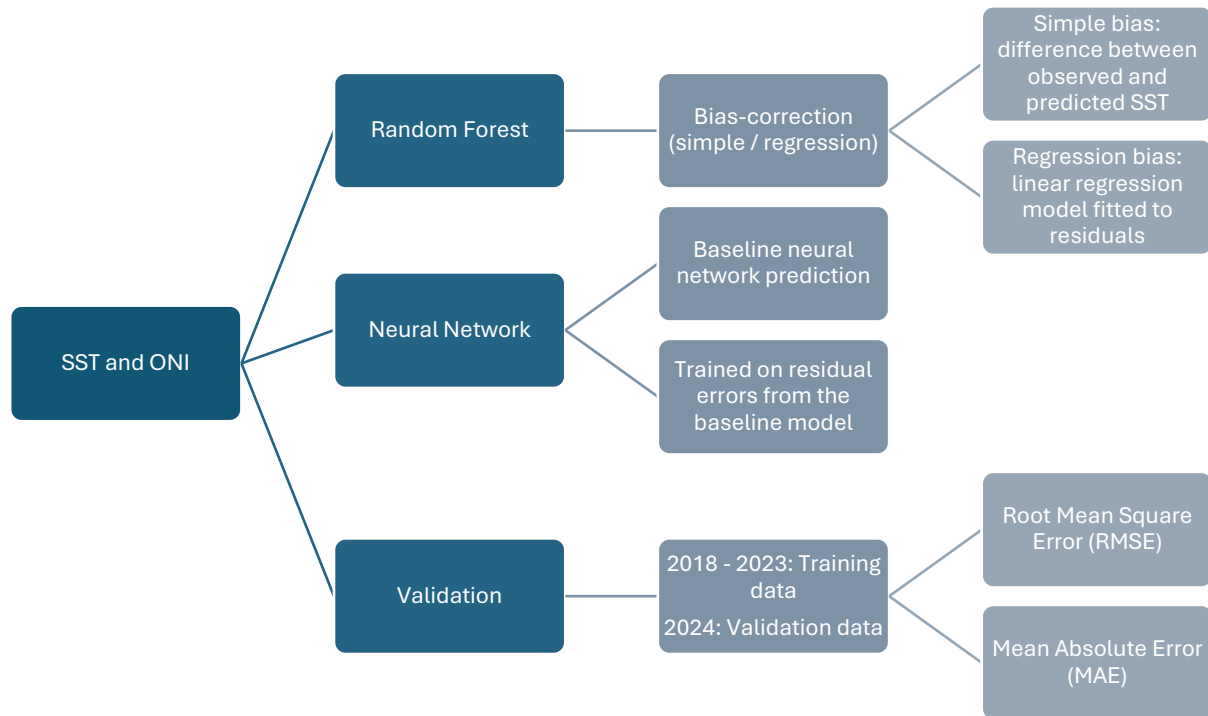 SST and ONI
Random Forest
Bias-correction
(simple / regression)
Simple bias:
difference between
observed and
predicted SST
Regression bias:
linear regression
model fitted to
residuals
Neural Network
Baseline neural
network prediction
Trained on residual
errors from the
baseline model
Validation
2018 - 2023: Training
data
2024: Validation data
Root Mean Square
Error (RMSE)
Mean Absolute Error
(MAE)